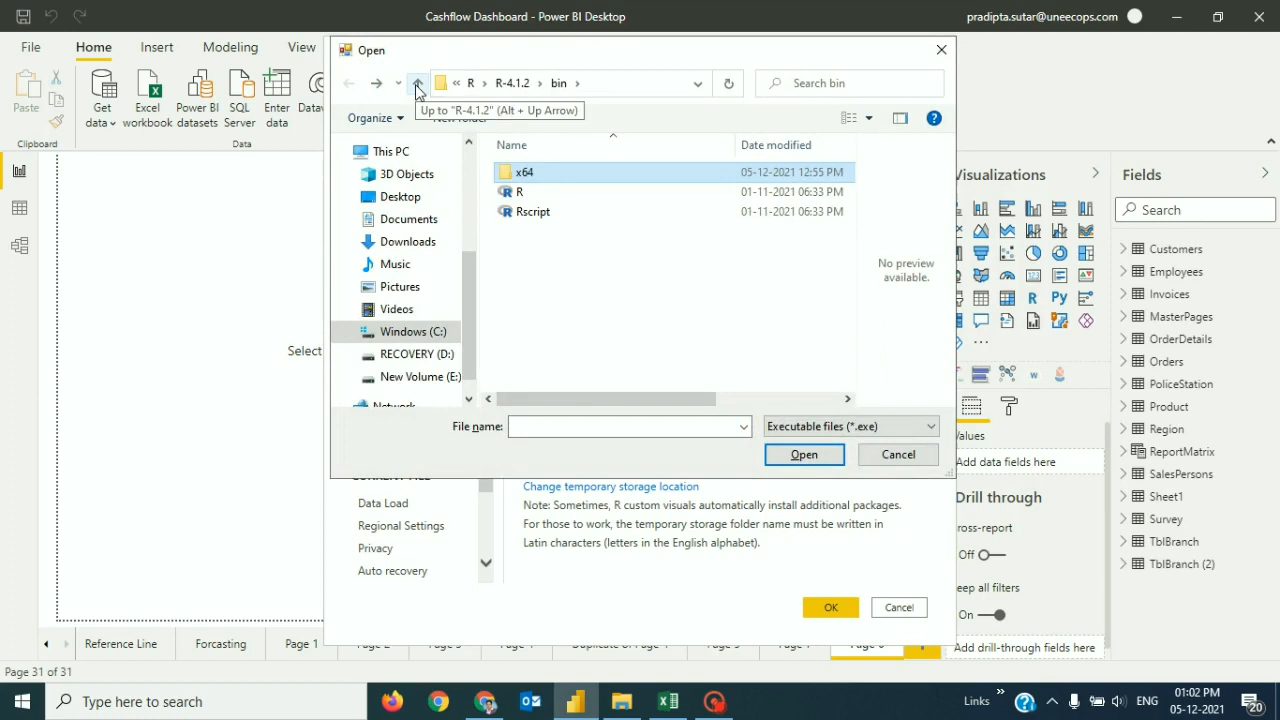 Cashflow Dashboard - Power BI Desktop
pradipta.sutar@uneecops.com
File
Home
Insert
Modeling
View
Paste
Get data
Excel workbook
Power BI datasets
SQL Server
Enter data
Clipboard
Data
Open
« R › R-4.1.2 › bin ›
Search bin
Up to "R-4.1.2" (Alt + Up Arrow)
Organize
Name
Date modified
This PC
3D Objects
Desktop
Documents
Downloads
Music
Pictures
Videos
Windows (C:)
RECOVERY (D:)
New Volume (E:)
Network
x64 05-12-2021 12:55 PM
R 01-11-2021 06:33 PM
Rscript 01-11-2021 06:33 PM
No preview available.
File name:
Executable files (*.exe)
Open
Cancel
Select
Data Load
Regional Settings
Privacy
Auto recovery
Change temporary storage location
Note: Sometimes, R custom visuals automatically install additional packages.
For those to work, the temporary storage folder name must be written in
Latin characters (letters in the English alphabet).
OK
Cancel
Visualizations
R
Py
Add data fields here
Drill through
Off
On
Add drill-through fields here
Fields
Search
Customers
Employees
Invoices
MasterPages
OrderDetails
Orders
PoliceStation
Product
Region
ReportMatrix
SalesPersons
Sheet1
Survey
TblBranch
TblBranch (2)
Reference Line
Forcasting
Page 1
Page 31 of 31
Type here to search
Links
ENG
01:02 PM
05-12-2021
20